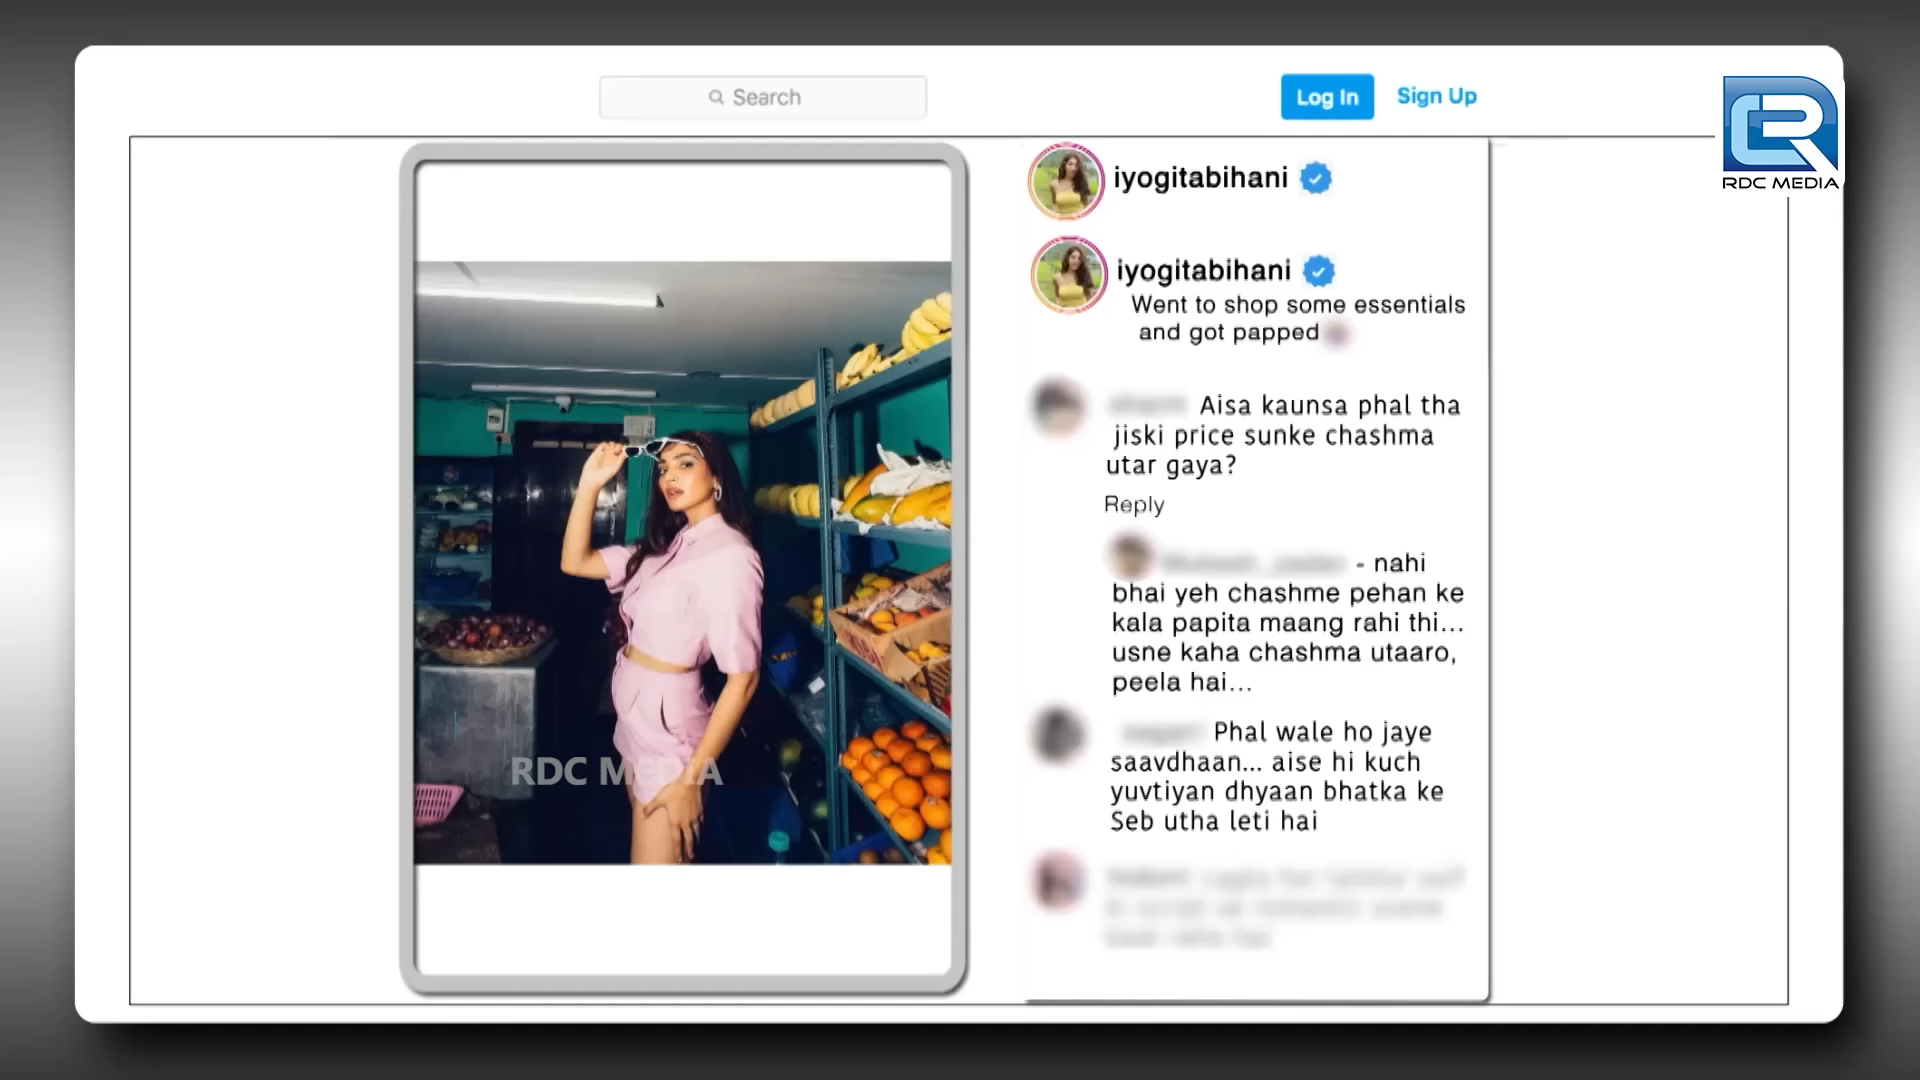 Search
Log In
Sign Up
RDC MEDIA
iyogitabihani
iyogitabihani
Went to shop some essentials
and got papped
Aisa kaunsa phal tha
jiski price sunke chashma
utar gaya?
Reply
- nahi
bhai yeh chashme pehan ke
kala papita maang rahi thi...
usne kaha chashma utaaro,
peela hai...
Phal wale ho jaye
saavdhaan... aise hi kuch
yuvtiyan dhyaan bhatka ke
Seb utha leti hai
RDC MEDIA